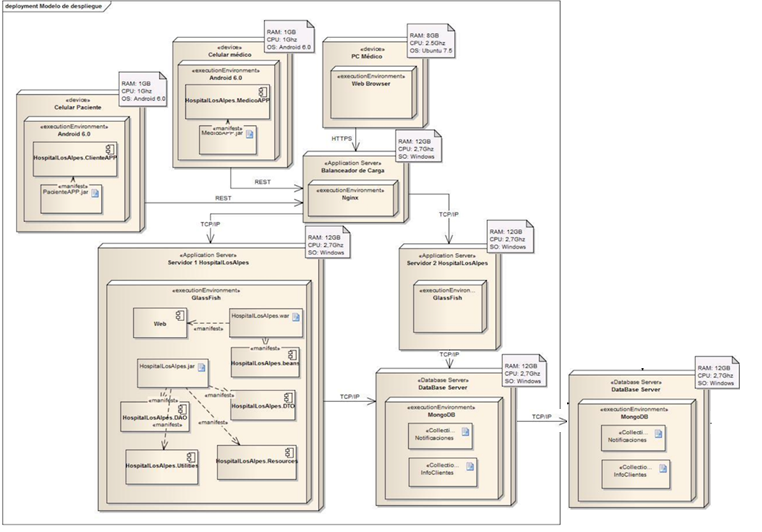 deployment Modelo de despliegue
RAM: 1GB
CPU: 1Ghz
OS: Android 6.0
«device»
Celular Paciente
«executionEnvironment»
Android 6.0
HospitalLosAlpes.ClienteAPP
«manifest»
PacienteAPP.jar
RAM: 1GB
CPU: 1Ghz
OS: Android 6.0
«device»
Celular médico
«executionEnvironment»
Android 6.0
HospitalLosAlpes.MedicoAPP
«manifest»
MedicoAPP.jar
RAM: 8GB
CPU: 2.5Ghz
OS: Ubuntu 7.5
«device»
PC Médico
«executionEnvironment»
Web Browser
HTTPS
RAM: 12GB
CPU: 2,7Ghz
SO: Windows
«Application Server»
Balanceador de Carga
«executionEnvironment»
Nginx
REST
REST
TCP/IP
TCP/IP
RAM: 12GB
CPU: 2,7Ghz
SO: Windows
«Application Server»
Servidor 1 HospitalLosAlpes
«executionEnvironment»
GlassFish
Web
«manifest»
HospitalLosAlpes.war
«manifest»
HospitalLosAlpes.beans
HospitalLosAlpes.jar
«manifest»
HospitalLosAlpes.DAO
«manifest»
HospitalLosAlpes.DTO
«manifest»
«manifest»
HospitalLosAlpes.Utilities
HospitalLosAlpes.Resources
RAM: 12GB
CPU: 2,7Ghz
SO: Windows
«Application Server»
Servidor 2 HospitalLosAlpes
«executionEnviron...
GlassFish
TCP/IP
TCP/IP
RAM: 12GB
CPU: 2,7Ghz
SO: Windows
«Database Server»
DataBase Server
«executionEnvironment»
MongoDB
«Collecti...
Notificaciones
«Collecti...
InfoClientes
TCP/IP
RAM: 12GB
CPU: 2,7Ghz
SO: Windows
«Database Server»
DataBase Server
«executionEnvironment»
MongoDB
«Collecti...
Notificaciones
«Collecti...
InfoClientes